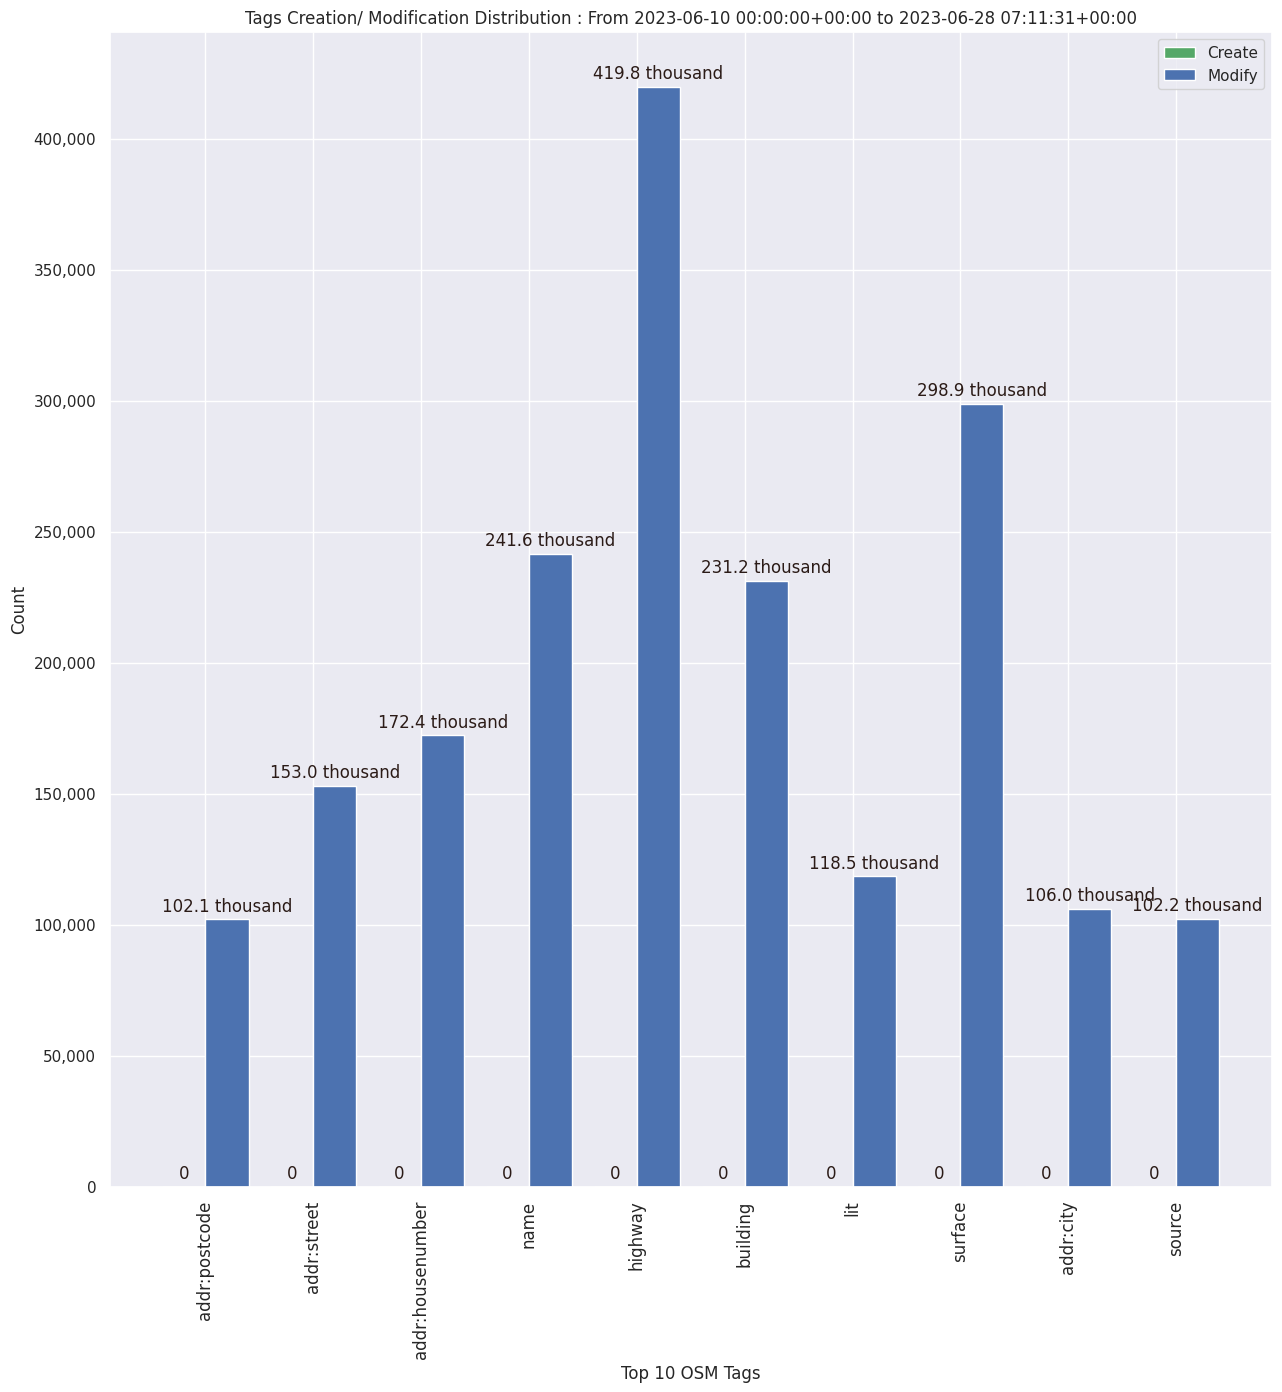 Tags Creation/ Modification Distribution : From 2023-06-10 00:00:00+00:00 to 2023-06-28 07:11:31+00:00
Create
Modify
Count
400,000
350,000
300,000
250,000
200,000
150,000
100,000
50,000
0
102.1 thousand
153.0 thousand
172.4 thousand
241.6 thousand
419.8 thousand
231.2 thousand
118.5 thousand
298.9 thousand
106.0 thousand
102.2 thousand
0
0
0
0
0
0
0
0
0
0
addr:postcode
addr:street
addr:housenumber
name
highway
building
lit
surface
addr:city
source
Top 10 OSM Tags